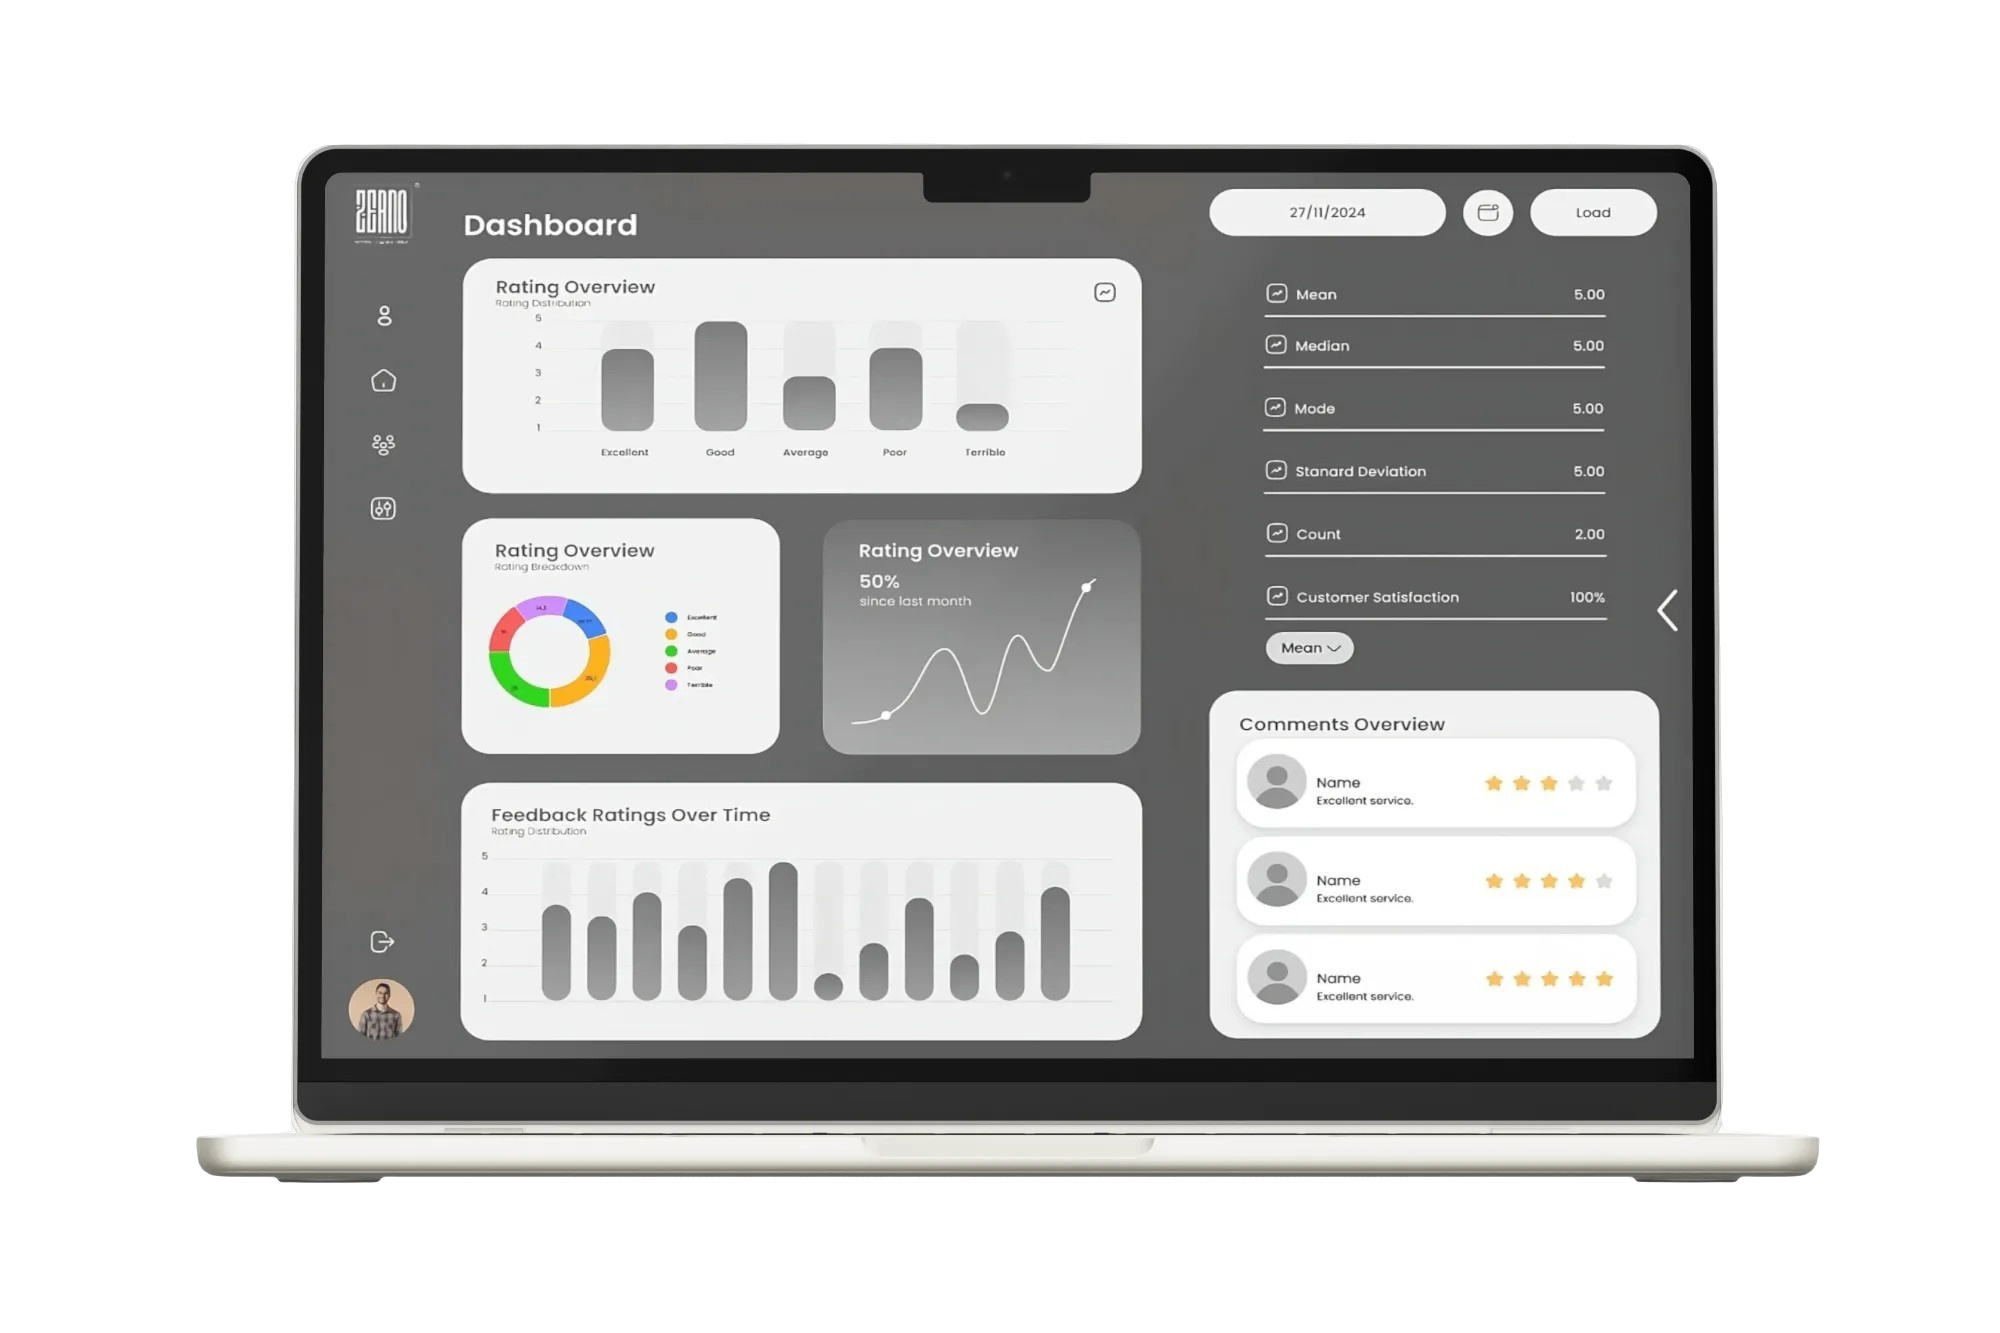 ZEANO
Dashboard
27/11/2024
Load
Rating Overview
Rating Distribution
5
4
3
2
1
Excellent
Good
Average
Poor
Terrible
Mean 5.00
Median 5.00
Mode 5.00
Stanard Deviation 5.00
Count 2.00
Customer Satisfaction 100%
Mean
Rating Overview
Rating Breakdown
Excellent
Good
Average
Poor
Terrible
Rating Overview
50%
since last month
Feedback Ratings Over Time
Rating Distribution
5
4
3
2
1
Comments Overview
Name
Excellent service.
Name
Excellent service.
Name
Excellent service.